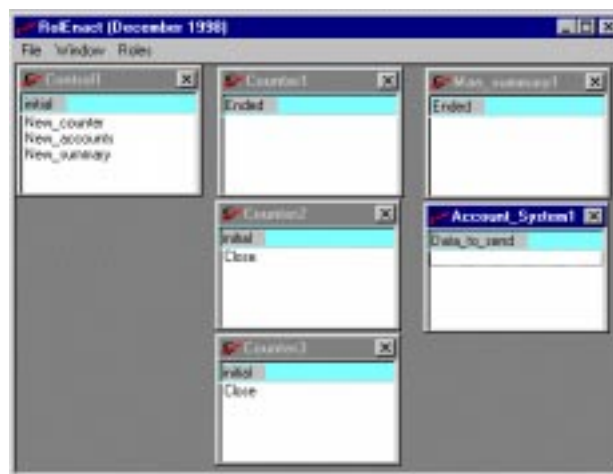 RolEnact (December 1998)
File Window Roles
Control1
initial
New_counter
New_accounts
New_summary
Counter1
Ended
Man_summary1
Ended
Counter2
initial
Close
Account_System1
Data_to_send
Counter3
initial
Close